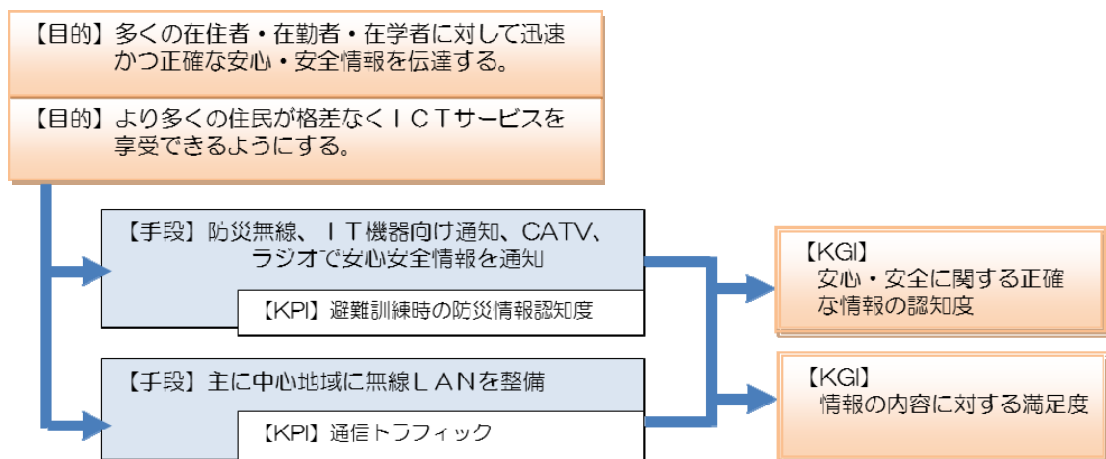 【目的】多くの在住者・在勤者・在学者に対して迅速
かつ正確な安心・安全情報を伝達する。
【目的】より多くの住民が格差なくＩＣＴサービスを
享受できるようにする。
【手段】防災無線、ＩＴ機器向け通知、CATV、
ラジオで安心安全情報を通知
【KPI】避難訓練時の防災情報認知度
【手段】主に中心地域に無線ＬＡＮを整備
【KPI】通信トラフィック
【KGI】
安心・安全に関する正確
な情報の認知度
【KGI】
情報の内容に対する満足度